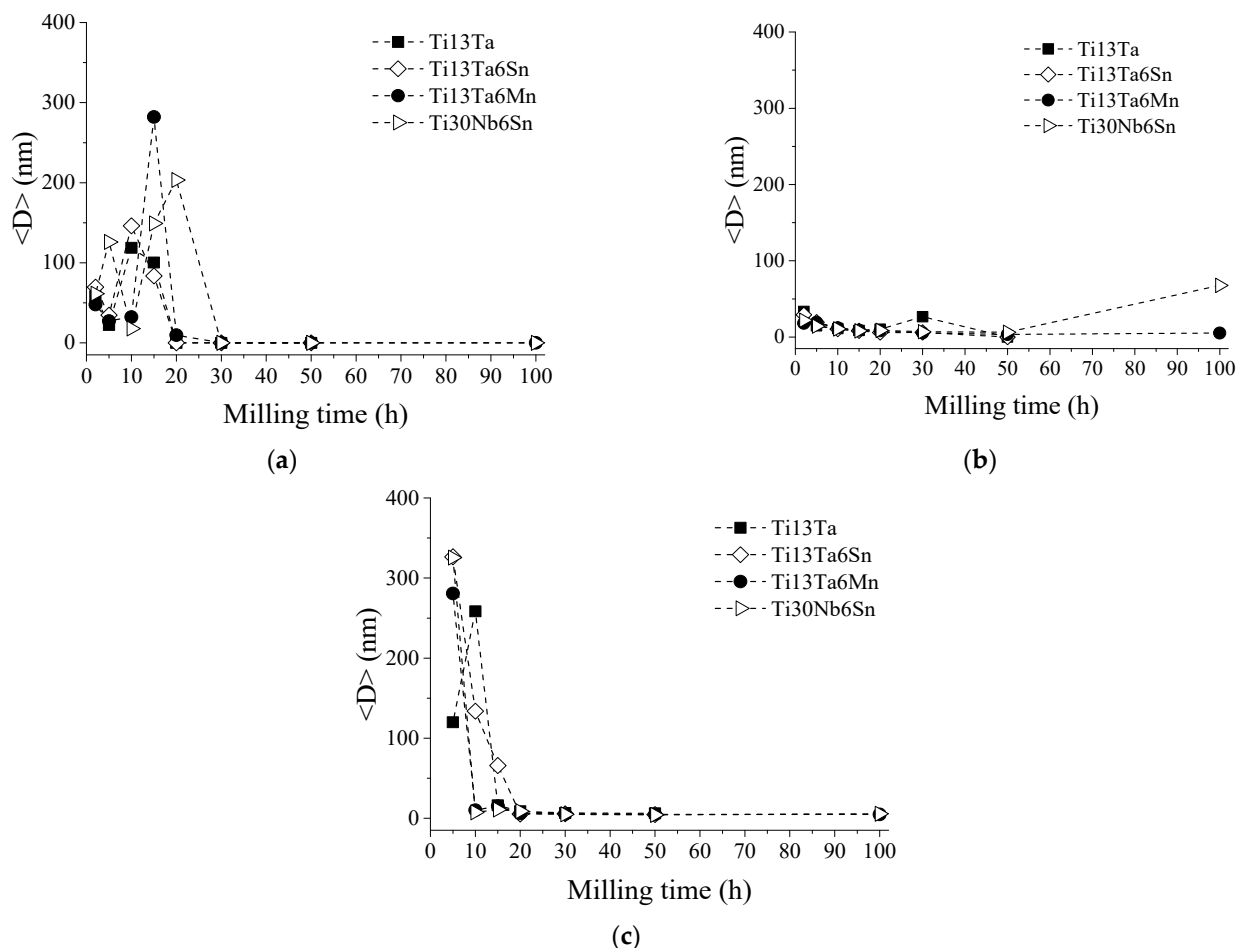 400
300
200
100
0
<D> (nm)
Ti13Ta
Ti13Ta6Sn
Ti13Ta6Mn
Ti30Nb6Sn
0 10 20 30 40 50 60 70 80 90 100
Milling time (h)
(a)
400
300
200
100
0
<D> (nm)
Ti13Ta
Ti13Ta6Sn
Ti13Ta6Mn
Ti30Nb6Sn
0 10 20 30 40 50 60 70 80 90 100
Milling time (h)
(b)
400
300
200
100
0
<D> (nm)
Ti13Ta
Ti13Ta6Sn
Ti13Ta6Mn
Ti30Nb6Sn
0 10 20 30 40 50 60 70 80 90 100
Milling time (h)
(c)